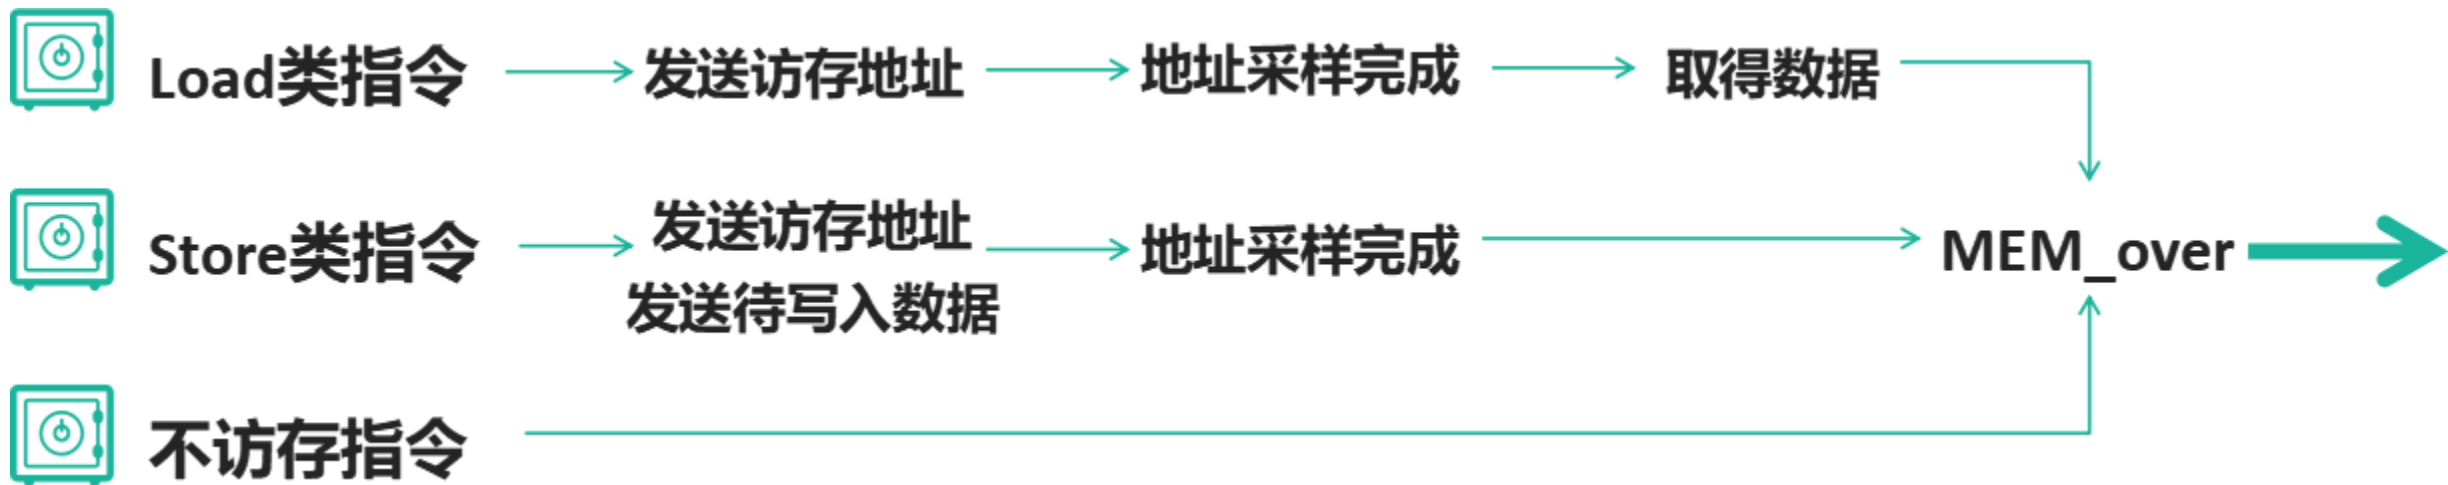 Load类指令
发送访存地址
地址采样完成
取得数据
Store类指令
发送访存地址
发送待写入数据
地址采样完成
MEM_over
不访存指令